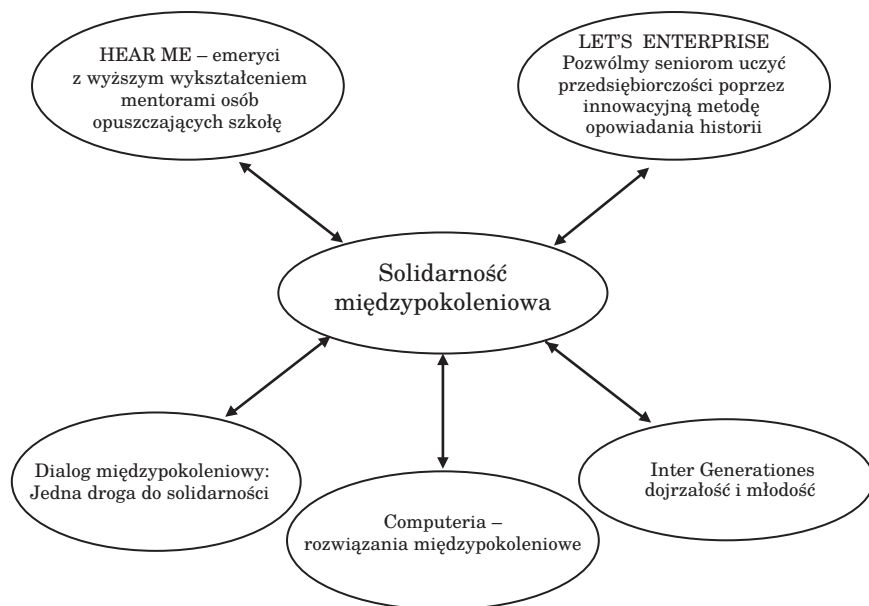 HEAR ME – emeryci
z wyższym wykształceniem
mentorami osób
opuszczających szkołę
LET'S ENTERPRISE
Pozwólmy seniorom uczyć
przedsiębiorczości poprzez
innowacyjną metodę
opowiadania historii
Solidarność
międzypokoleniowa
Dialog międzypokoleniowy:
Jedna droga do solidarności
Computeria –
rozwiązania międzypokoleniowe
Inter Generationes
dojrzałość i młodość